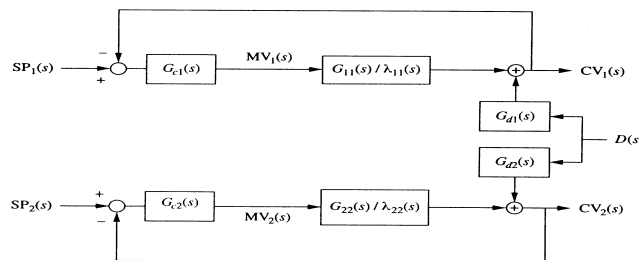 MV₁(s)
SP₁(s) − + G_c1(s) G₁₁(s) / λ₁₁(s) + CV₁(s)
G_d1(s)
D(s
G_d2(s)
SP₂(s) + − G_c2(s) G₂₂(s) / λ₂₂(s) + CV₂(s)
MV₂(s)